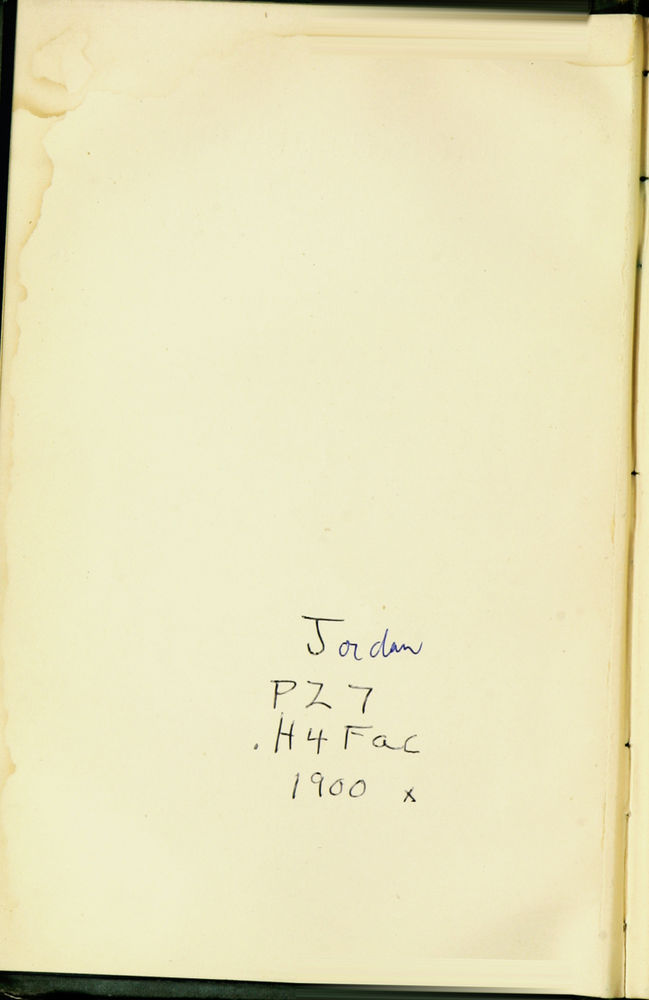 Jordan
PZ7
.H4Fac
1900 x